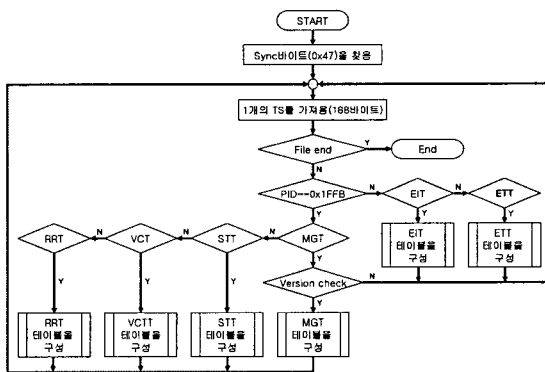 START
Sync바이트(0x47)을 찾음
1개의 TS를 가져옴(188바이트)
File end
Y
End
N
PID==0x1FFB
N
EIT
N
ETT
Y
Y
Y
RRT
N
VCT
N
STT
N
MGT
EIT
테이블을
구성
ETT
테이블을
구성
Y
Y
Y
Y
Version check
N
Y
RRT
테이블을
구성
VCTT
테이블을
구성
STT
테이블을
구성
MGT
테이블을
구성